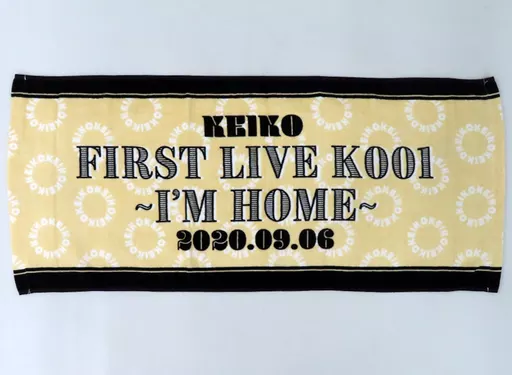 KEIKO
FIRST LIVE K001
~I'M HOME~
2020.09.06